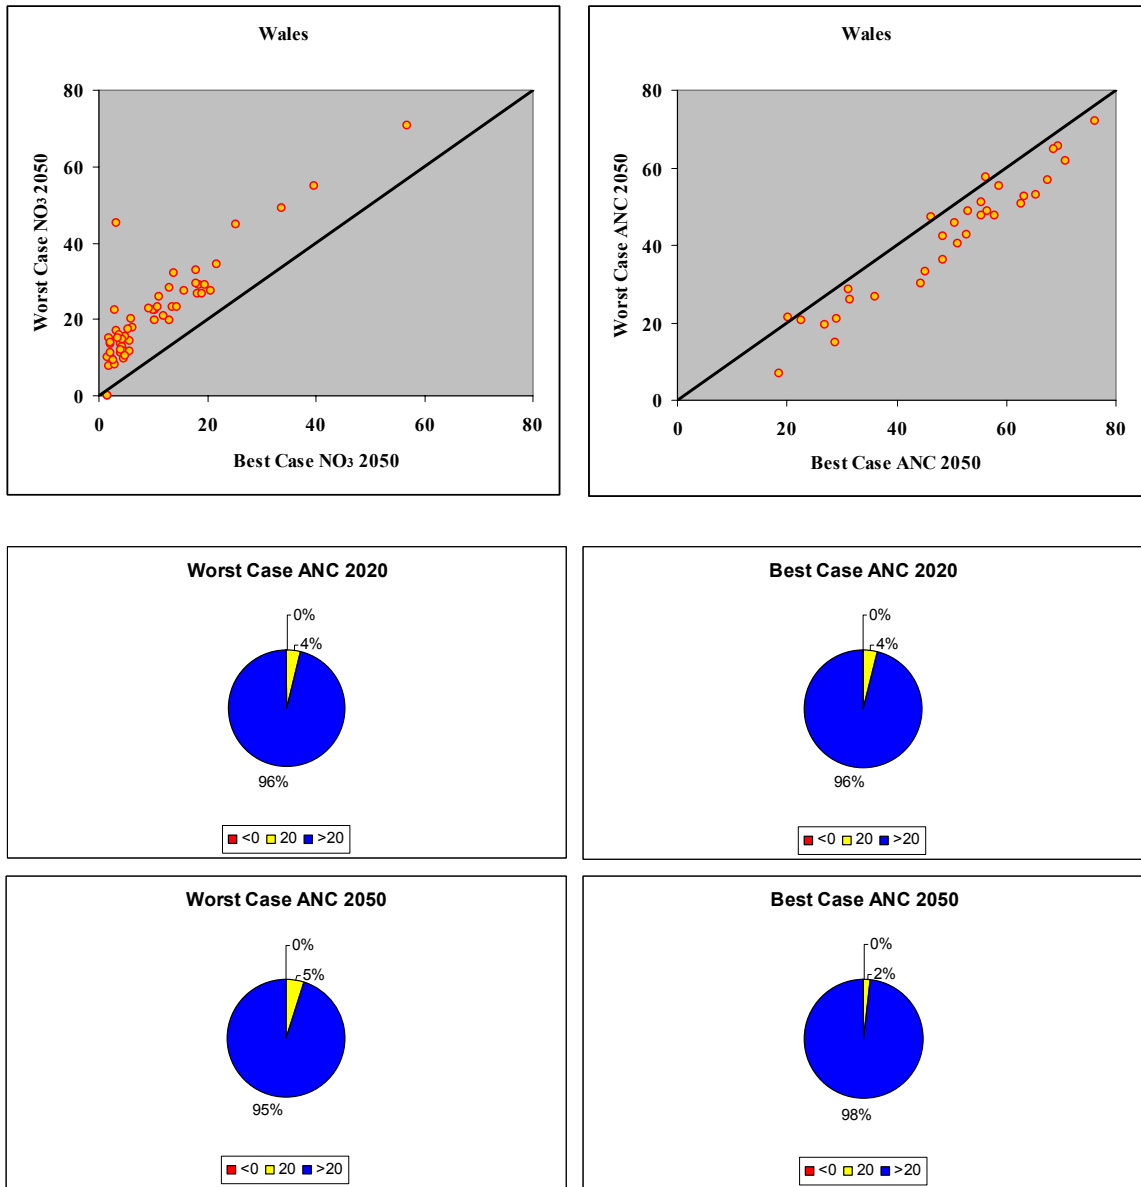 Wales
Worst Case NO3 2050
80
60
40
20
0
0 20 40 60 80
Best Case NO3 2050
Wales
Worst Case ANC 2050
80
60
40
20
0
0 20 40 60 80
Best Case ANC 2050
Worst Case ANC 2020
0%
4%
96%
<0 20 >20
Best Case ANC 2020
0%
4%
96%
<0 20 >20
Worst Case ANC 2050
0%
5%
95%
<0 20 >20
Best Case ANC 2050
0%
2%
98%
<0 20 >20